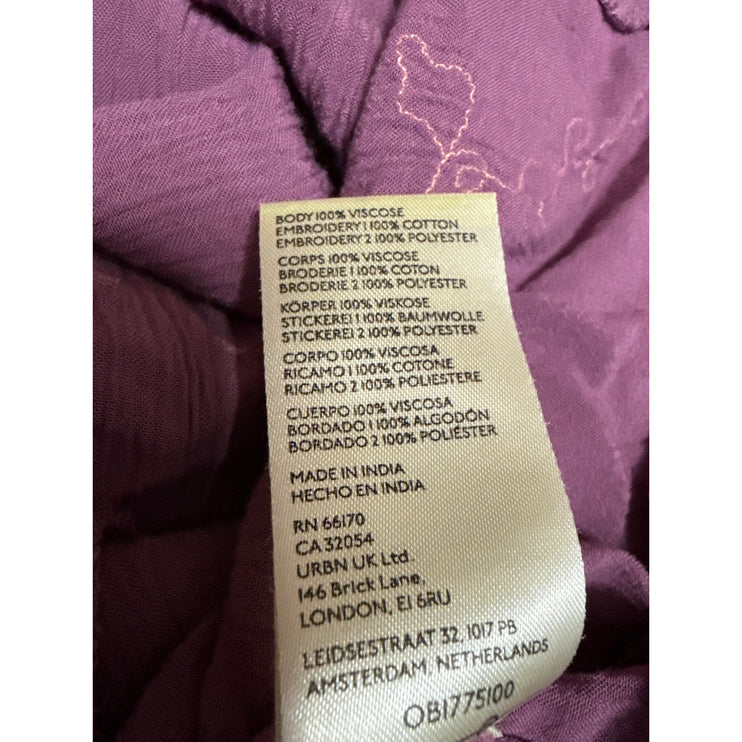 BODY 100% VISCOSE
EMBROIDERY 1 100% COTTON
EMBROIDERY 2 100% POLYESTER
CORPS 100% VISCOSE
BRODERIE 1 100% COTON
BRODERIE 2 100% POLYESTER
KÖRPER 100% VISKOSE
STICKEREI 1 100% BAUMWOLLE
STICKEREI 2 100% POLYESTER
CORPO 100% VISCOSA
RICAMO 1 100% COTONE
RICAMO 2 100% POLIESTERE
CUERPO 100% VISCOSA
BORDADO 1 100% ALGODÓN
BORDADO 2 100% POLIÉSTER
MADE IN INDIA
HECHO EN INDIA
RN 66170
CA 32054
URBN UK Ltd.
146 Brick Lane,
LONDON, E1 6RU
LEIDSESTRAAT 32, 1017 PB
AMSTERDAM, NETHERLANDS
OB1775100